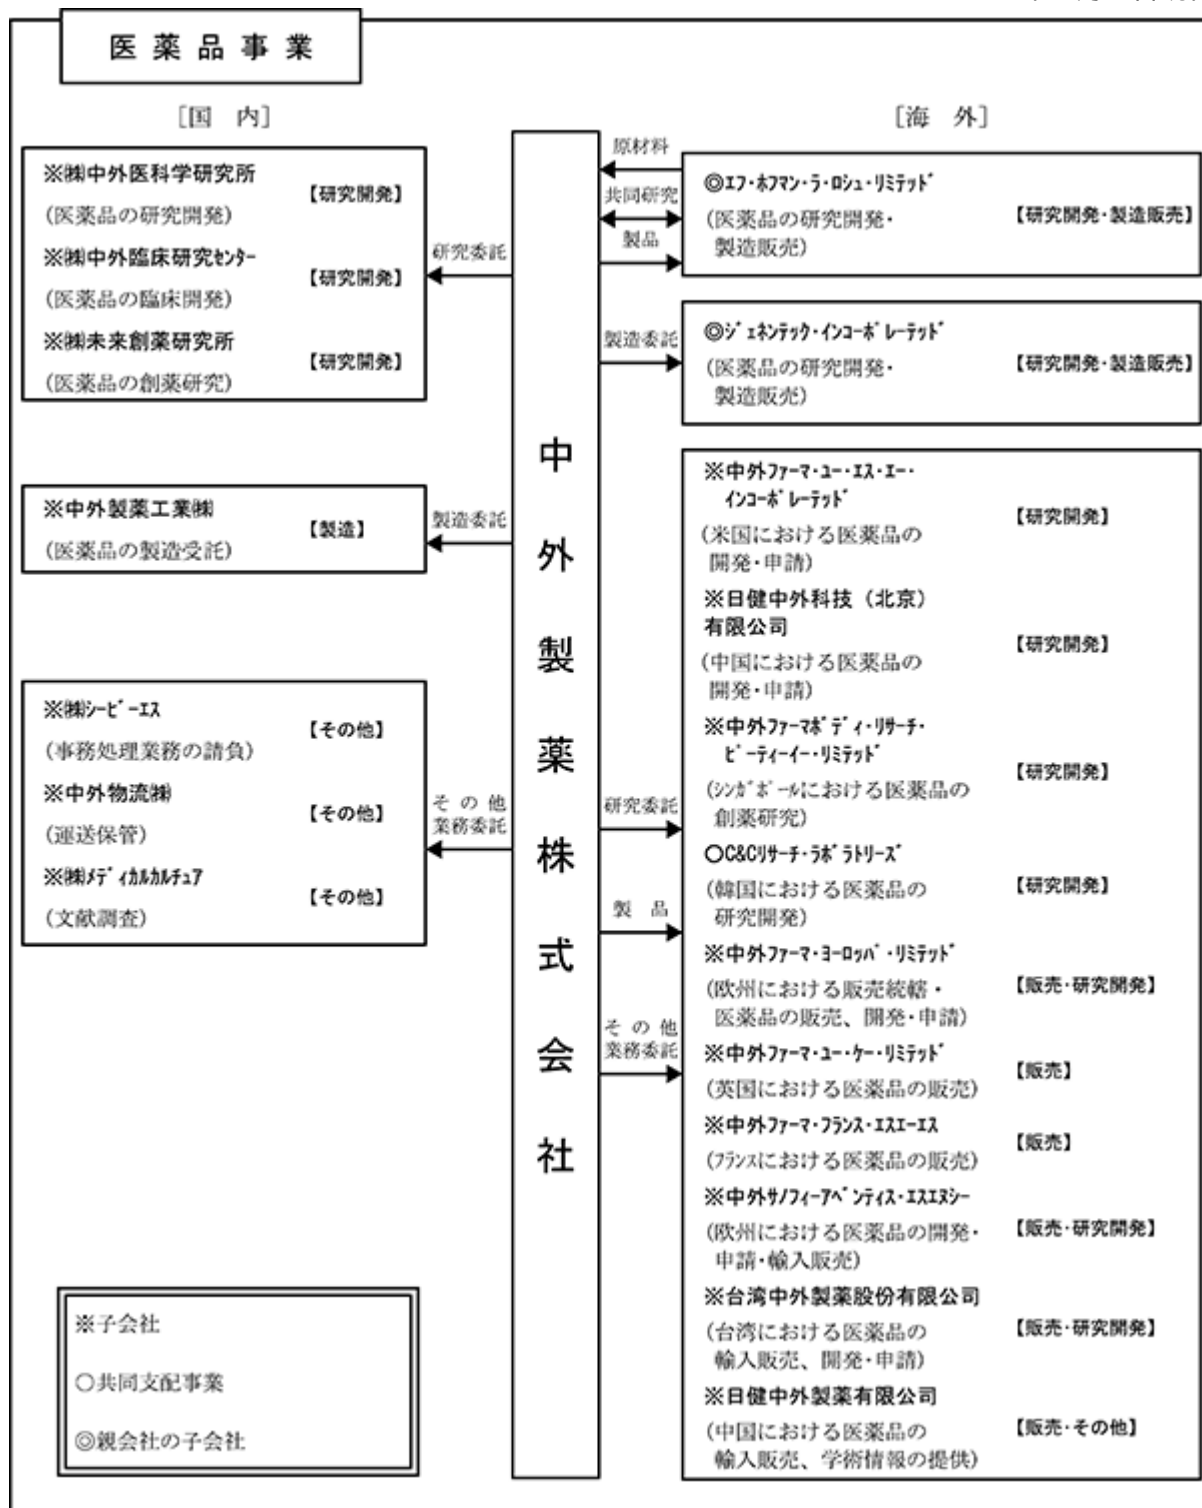 医薬品事業
[国 内]
※㈱中外医科学研究所
【研究開発】
(医薬品の研究開発)
※㈱中外臨床研究ｾﾝﾀｰ
【研究開発】
(医薬品の臨床開発)
※㈱未来創薬研究所
【研究開発】
(医薬品の創薬研究)
研究委託
※中外製薬工業㈱
【製造】
(医薬品の製造受託)
製造委託
※㈱ｼｰﾋﾞｰｴｽ
【その他】
(事務処理業務の請負)
※中外物流㈱
【その他】
(運送保管)
※㈱ﾒﾃﾞｨｶﾙｶﾙﾁｭｱ
【その他】
(文献調査)
その他
業務委託
中外製薬株式会社
[海 外]
原材料
共同研究
製品
◎ｴﾌ･ﾎﾌﾏﾝ･ﾗ･ﾛｼｭ･ﾘﾐﾃｯﾄﾞ
(医薬品の研究開発･
製造販売)
【研究開発･製造販売】
製造委託
◎ｼﾞｪﾈﾝﾃｯｸ･ｲﾝｺｰﾎﾟﾚｰﾃｯﾄﾞ
(医薬品の研究開発･
製造販売)
【研究開発･製造販売】
研究委託
製 品
その他
業務委託
※中外ﾌｧｰﾏ･ﾕｰ･ｴｽ･ｴｰ･
ｲﾝｺｰﾎﾟﾚｰﾃｯﾄﾞ
【研究開発】
(米国における医薬品の
開発･申請)
※日健中外科技（北京）
有限公司
【研究開発】
(中国における医薬品の
開発･申請)
※中外ﾌｧｰﾏﾎﾞﾃﾞｨ･ﾘｻｰﾁ･
ﾋﾟｰﾃｨｰｲｰ･ﾘﾐﾃｯﾄﾞ
【研究開発】
(ｼﾝｶﾞﾎﾟｰﾙにおける医薬品の
創薬研究)
○C&Cﾘｻｰﾁ･ﾗﾎﾞﾗﾄﾘｰｽﾞ
【研究開発】
(韓国における医薬品の
研究開発)
※中外ﾌｧｰﾏ･ﾖｰﾛｯﾊﾟ･ﾘﾐﾃｯﾄﾞ
【販売･研究開発】
(欧州における販売統轄･
医薬品の販売、開発･申請)
※中外ﾌｧｰﾏ･ﾕｰ･ｹｰ･ﾘﾐﾃｯﾄﾞ
【販売】
(英国における医薬品の販売)
※中外ﾌｧｰﾏ･ﾌﾗﾝｽ･ｴｽｴｰｴｽ
【販売】
(ﾌﾗﾝｽにおける医薬品の販売)
※中外ｻﾉﾌｨｰｱﾍﾞﾝﾃｨｽ･ｴｽｴﾇｼｰ
【販売･研究開発】
(欧州における医薬品の開発･
申請･輸入販売)
※台湾中外製薬股份有限公司
【販売･研究開発】
(台湾における医薬品の
輸入販売、開発･申請)
※日健中外製薬有限公司
【販売･その他】
(中国における医薬品の
輸入販売、学術情報の提供)
※子会社
○共同支配事業
◎親会社の子会社